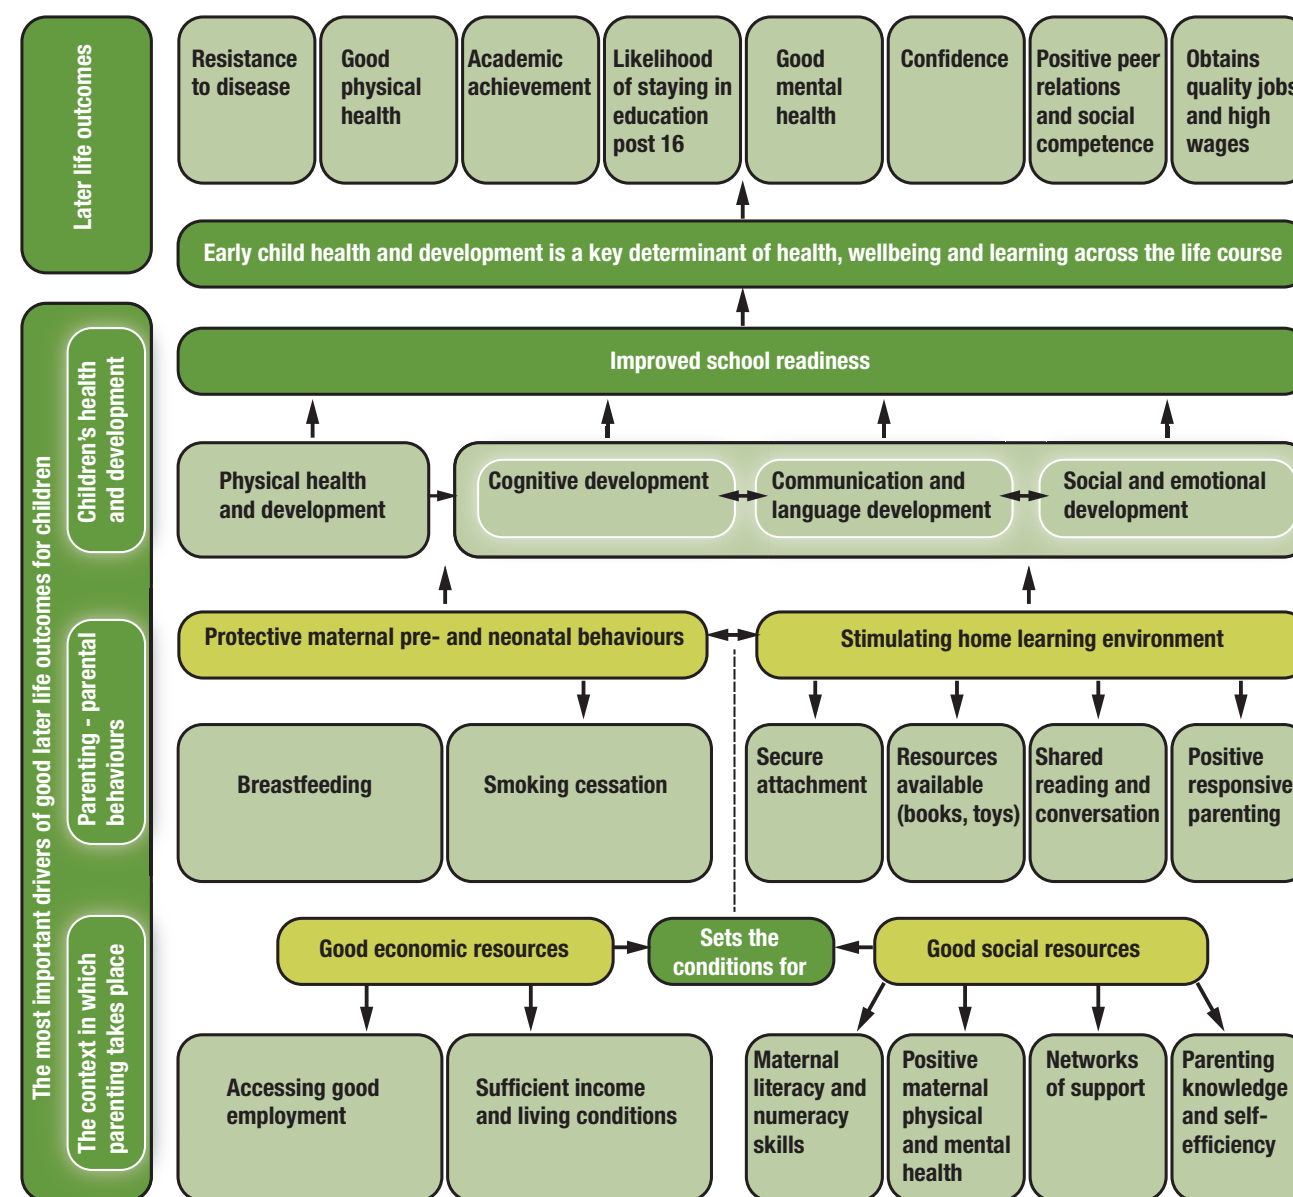 Later life outcomes
Resistance
to disease
Good
physical
health
Academic
achievement
Likelihood
of staying in
education
post 16
Good
mental
health
Confidence
Positive peer
relations
and social
competence
Obtains
quality jobs
and high
wages
Early child health and development is a key determinant of health, wellbeing and learning across the life course
The most important drivers of good later life outcomes for children
Children's health
and development
Improved school readiness
Physical health
and development
Cognitive development
Communication and
language development
Social and emotional
development
Parenting - parental
behaviours
Protective maternal pre- and neonatal behaviours
Stimulating home learning environment
Breastfeeding
Smoking cessation
Secure
attachment
Resources
available
(books, toys)
Shared
reading and
conversation
Positive
responsive
parenting
The context in which
parenting takes place
Good economic resources
Sets the
conditions for
Good social resources
Accessing good
employment
Sufficient income
and living conditions
Maternal
literacy and
numeracy
skills
Positive
maternal
physical
and mental
health
Networks
of support
Parenting
knowledge
and self-
efficiency